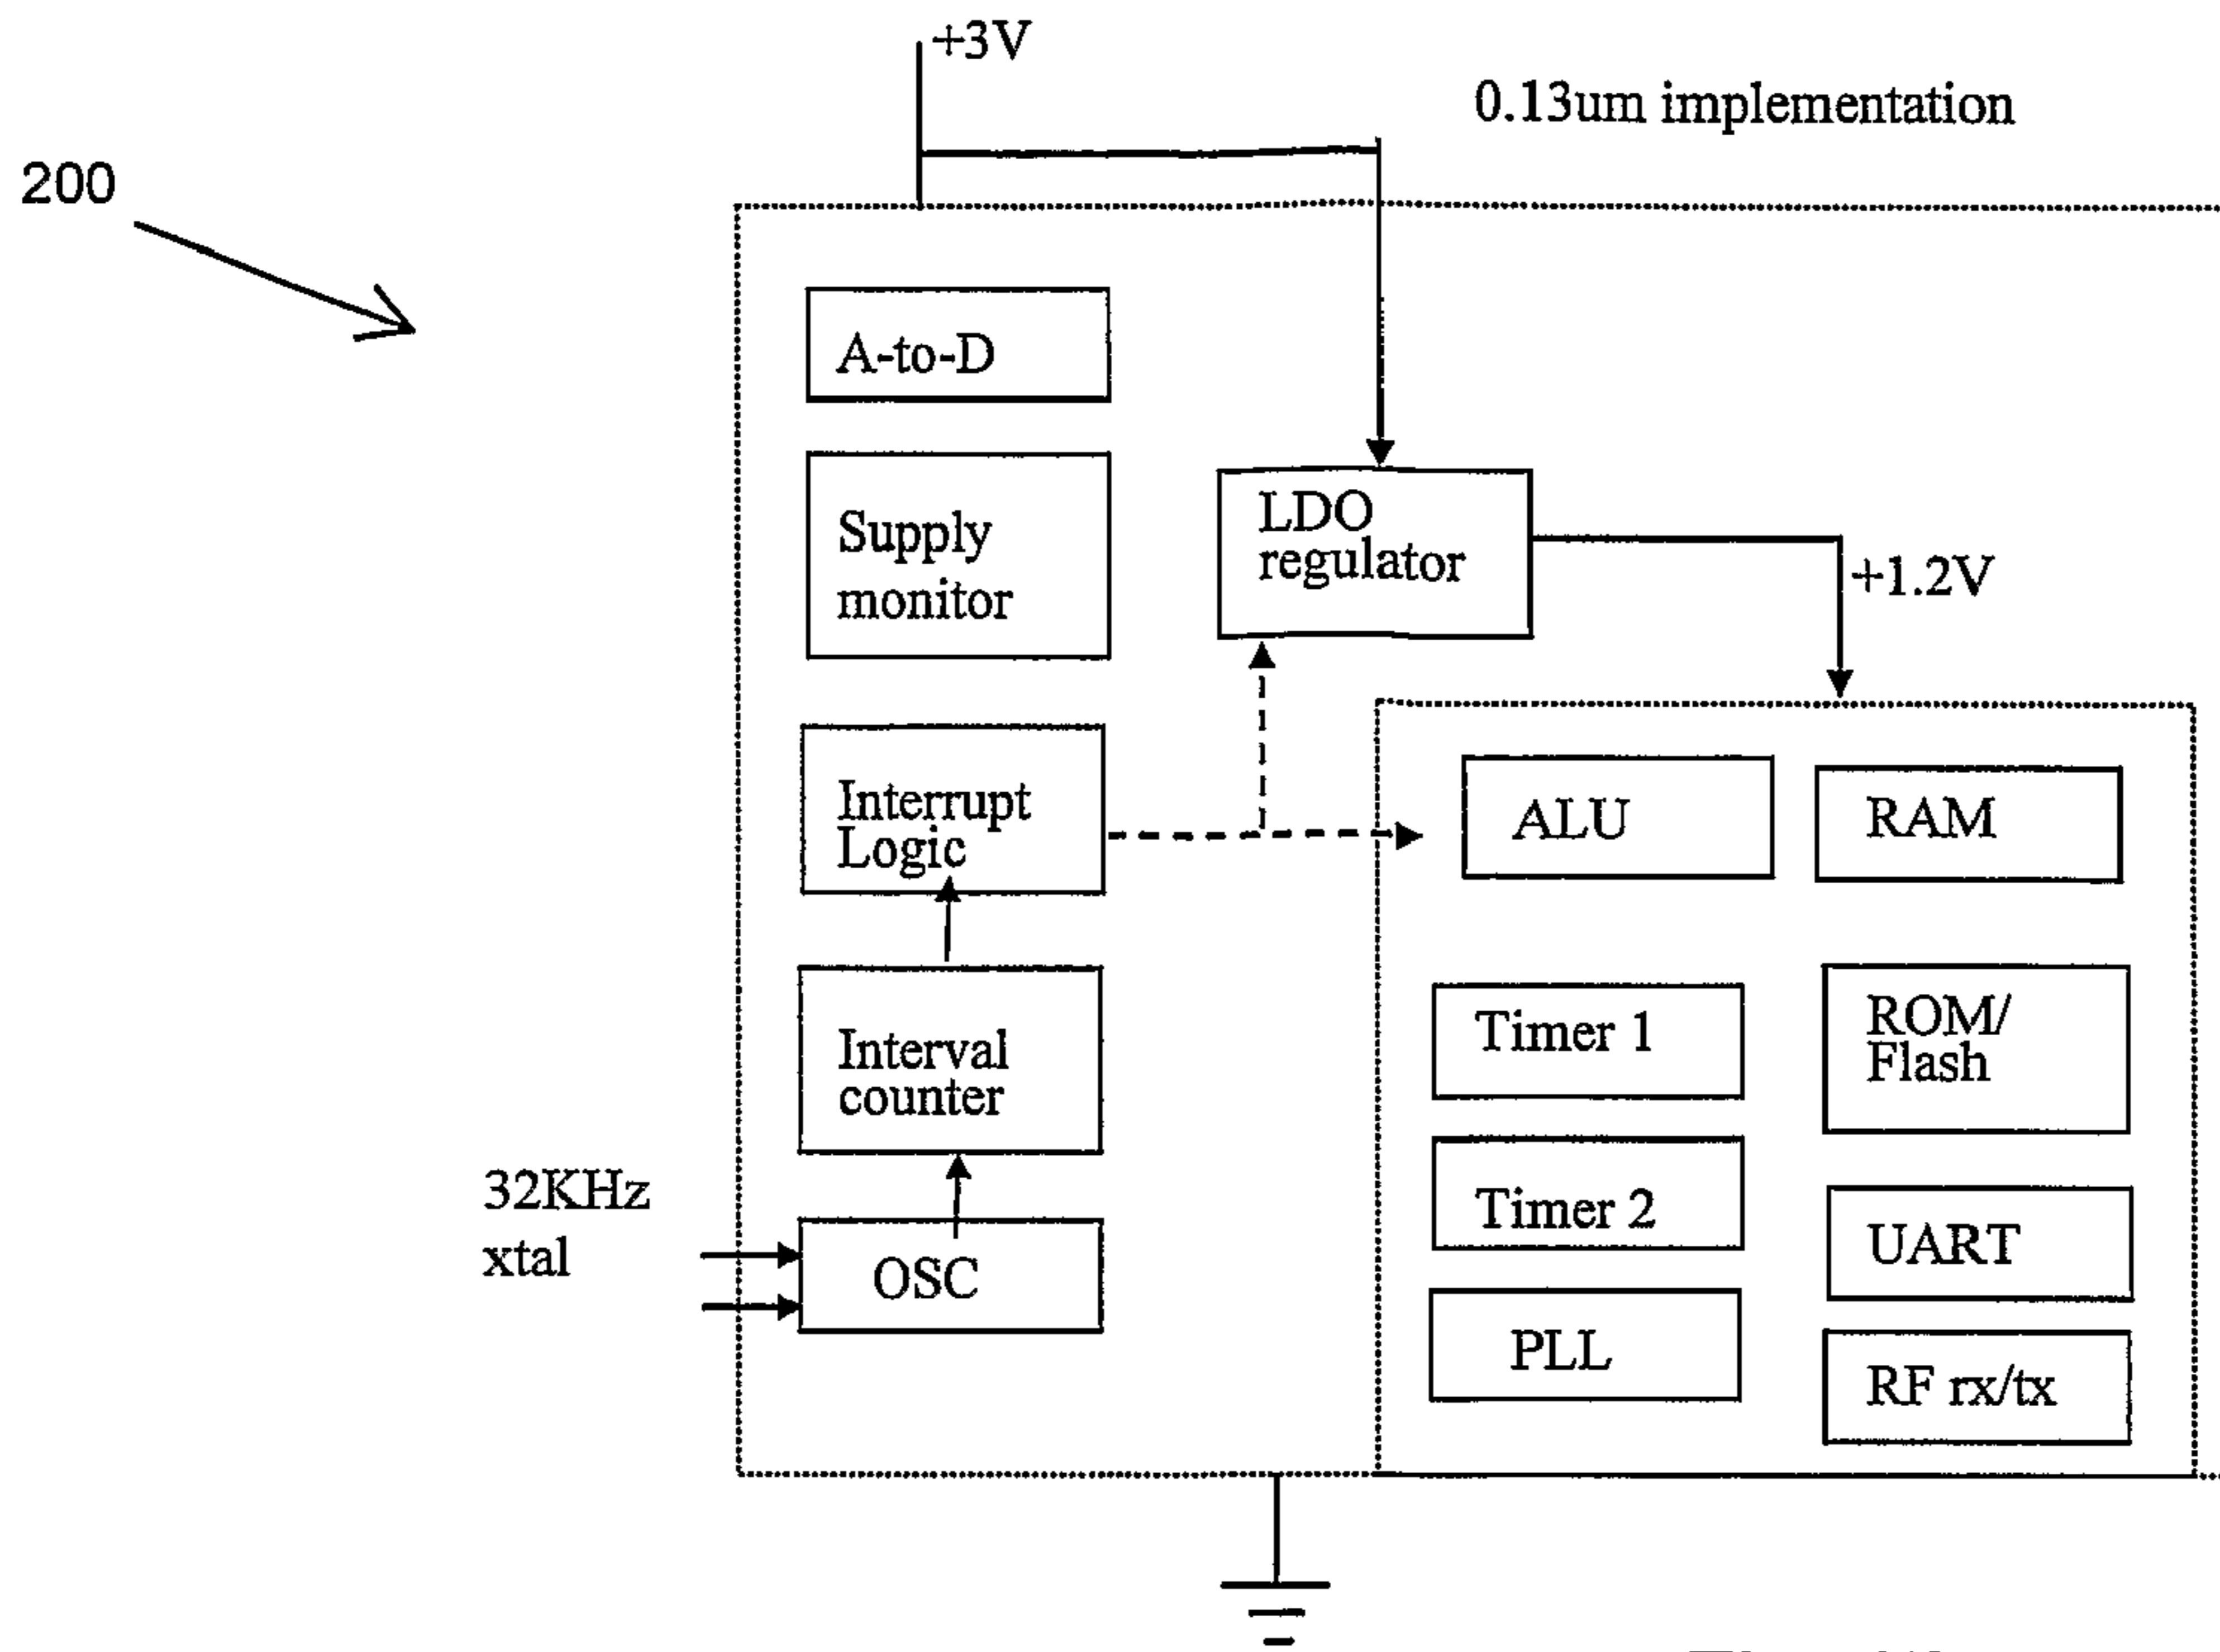 +3V
0.13um implementation
200
A-to-D
LDO
regulator
Supply
monitor
+1.2V
Interrupt
Logic
ALU
RAM
Interval
counter
Timer 1
ROM/
Flash
32KHz
xtal
OSC
Timer 2
UART
PLL
RF rx/tx